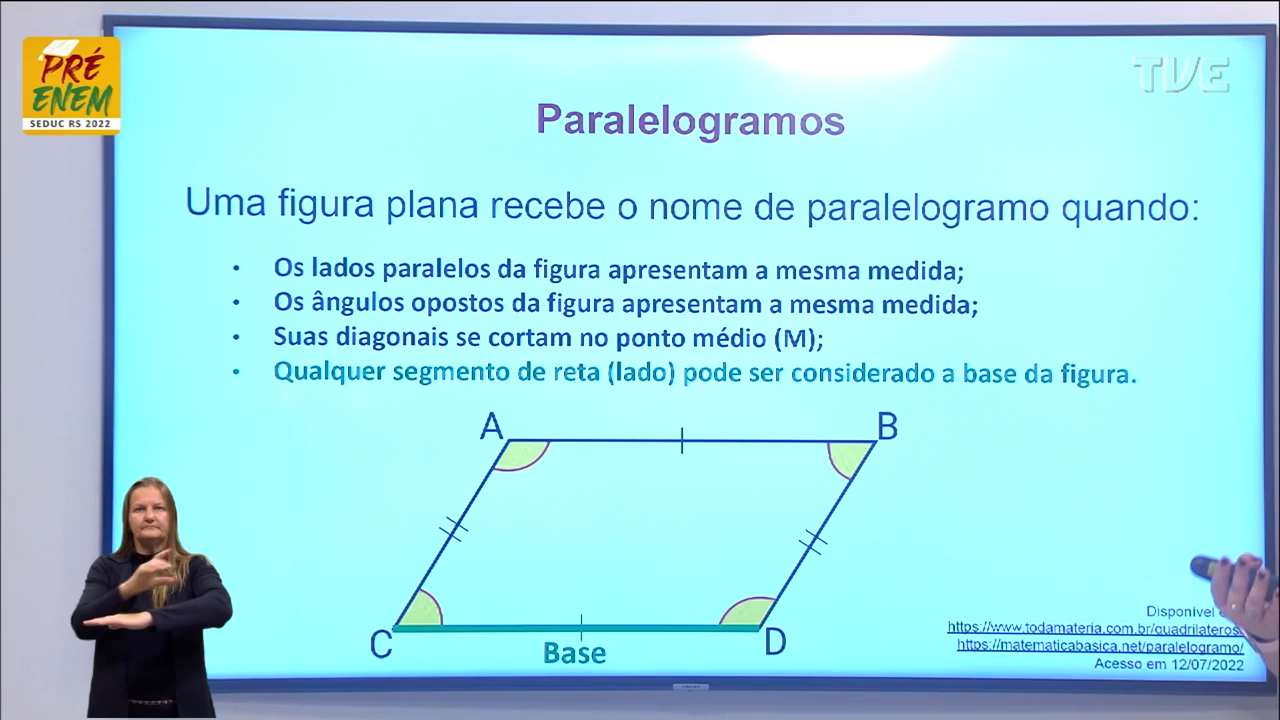 PRÉ
ENEM
SEDUC RS 2022
TVE
Paralelogramos
Uma figura plana recebe o nome de paralelogramo quando:
• Os lados paralelos da figura apresentam a mesma medida;
• Os ângulos opostos da figura apresentam a mesma medida;
• Suas diagonais se cortam no ponto médio (M);
• Qualquer segmento de reta (lado) pode ser considerado a base da figura.
A
B
C
D
Base
Disponível
https://www.todamateria.com.br/quadrilateros/
https://matematicabasica.net/paralelogramo/
Acesso em 12/07/2022